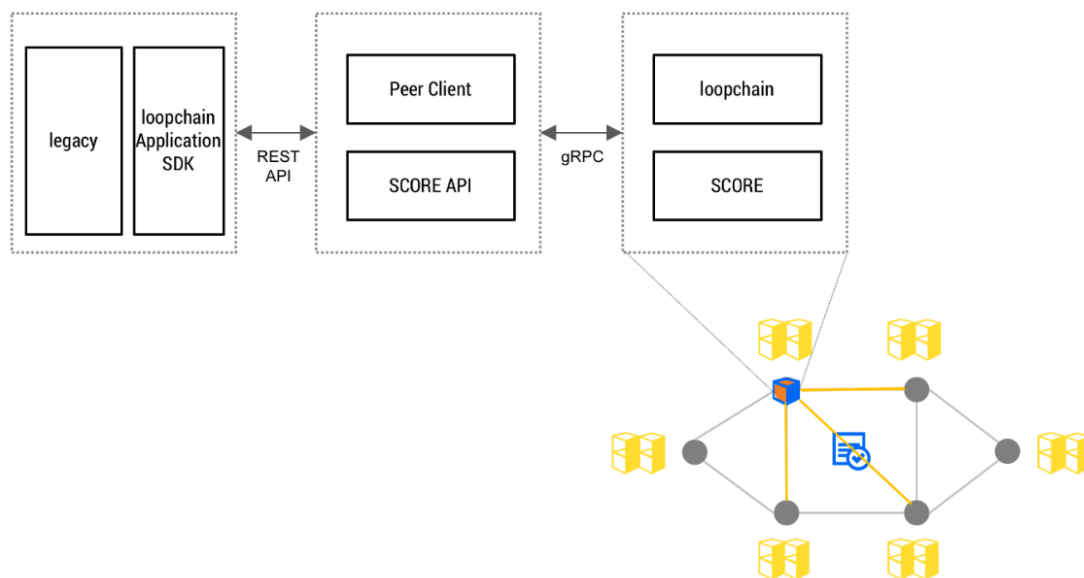 legacy
loopchain
Application
SDK
REST
API
Peer Client
SCORE API
gRPC
loopchain
SCORE